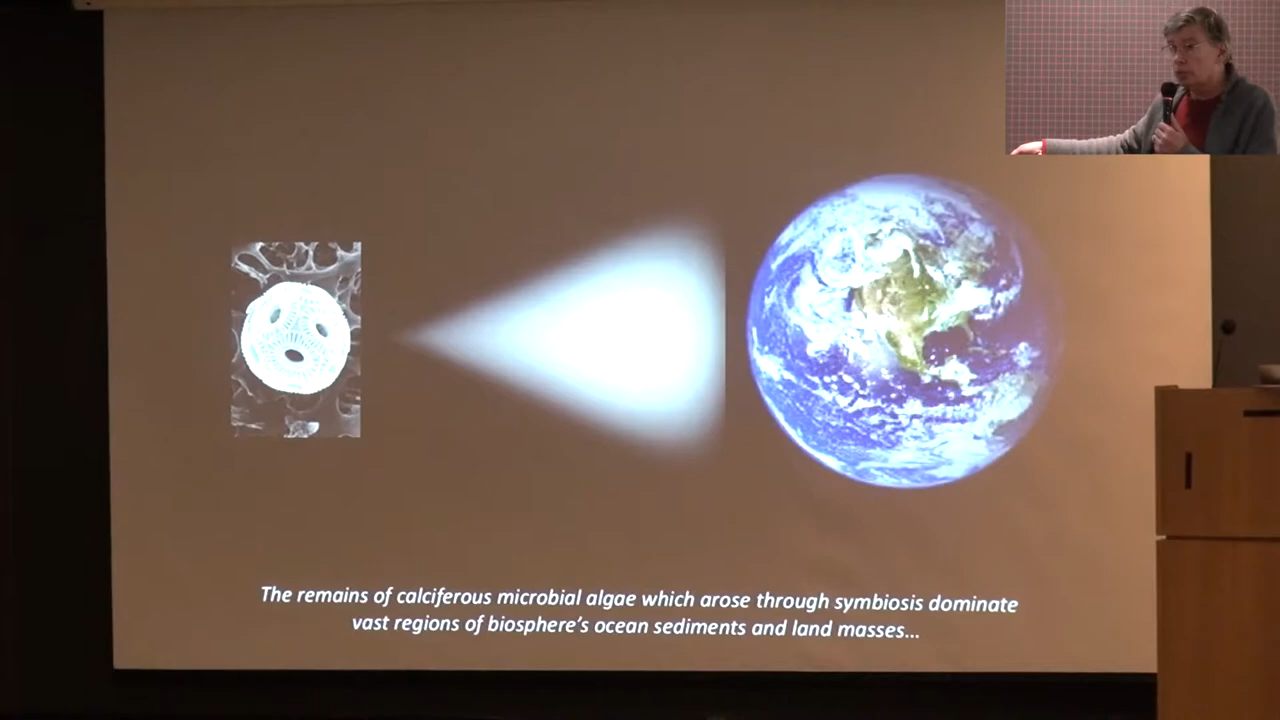 The remains of calciferous microbial algae which arose through symbiosis dominate
vast regions of biosphere's ocean sediments and land masses...